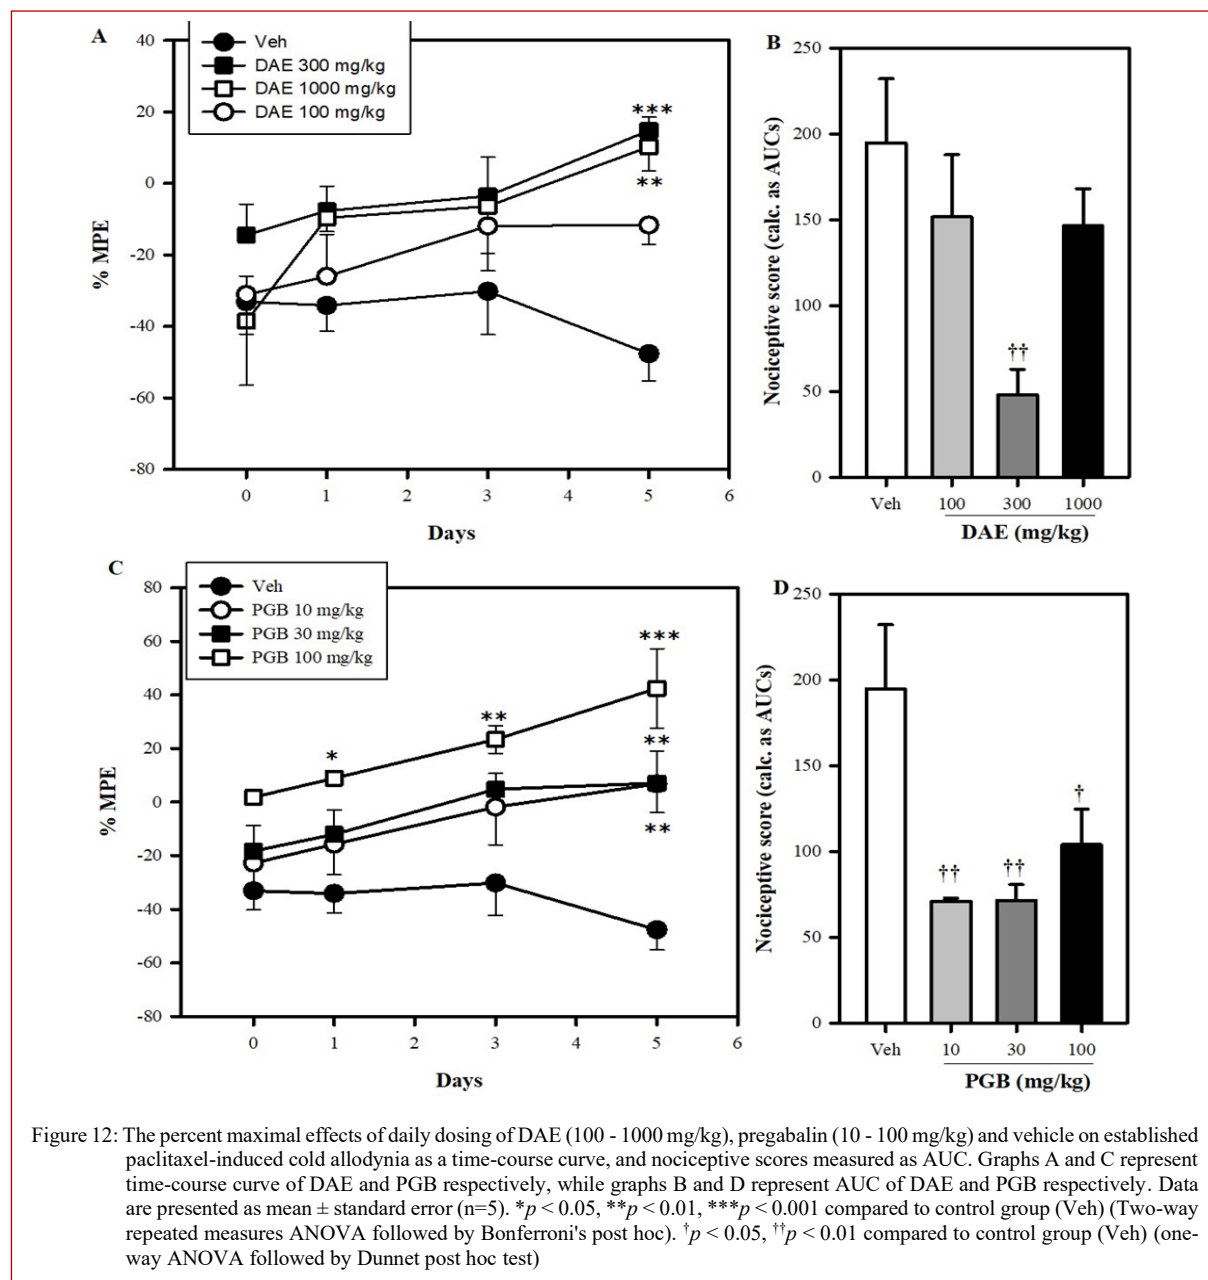 A
Veh
DAE 300 mg/kg
DAE 1000 mg/kg
DAE 100 mg/kg
40
20
0
-20
-40
-60
-80
% MPE
***
**
0 1 2 3 4 5 6
Days
B
250
200
150
100
50
0
Nociceptive score (calc. as AUCs)
††
Veh 100 300 1000
DAE (mg/kg)
C
Veh
PGB 10 mg/kg
PGB 30 mg/kg
PGB 100 mg/kg
80
60
40
20
0
-20
-40
-60
-80
% MPE
*
**
***
**
**
0 1 2 3 4 5 6
Days
D
250
200
150
100
50
0
Nociceptive score (calc. as AUCs)
††
††
†
Veh 10 30 100
PGB (mg/kg)
Figure 12: The percent maximal effects of daily dosing of DAE (100 - 1000 mg/kg), pregabalin (10 - 100 mg/kg) and vehicle on established
paclitaxel-induced cold allodynia as a time-course curve, and nociceptive scores measured as AUC. Graphs A and C represent
time-course curve of DAE and PGB respectively, while graphs B and D represent AUC of DAE and PGB respectively. Data
are presented as mean ± standard error (n=5). *p < 0.05, **p < 0.01, ***p < 0.001 compared to control group (Veh) (Two-way
repeated measures ANOVA followed by Bonferroni's post hoc). †p < 0.05, ††p < 0.01 compared to control group (Veh) (one-
way ANOVA followed by Dunnet post hoc test)